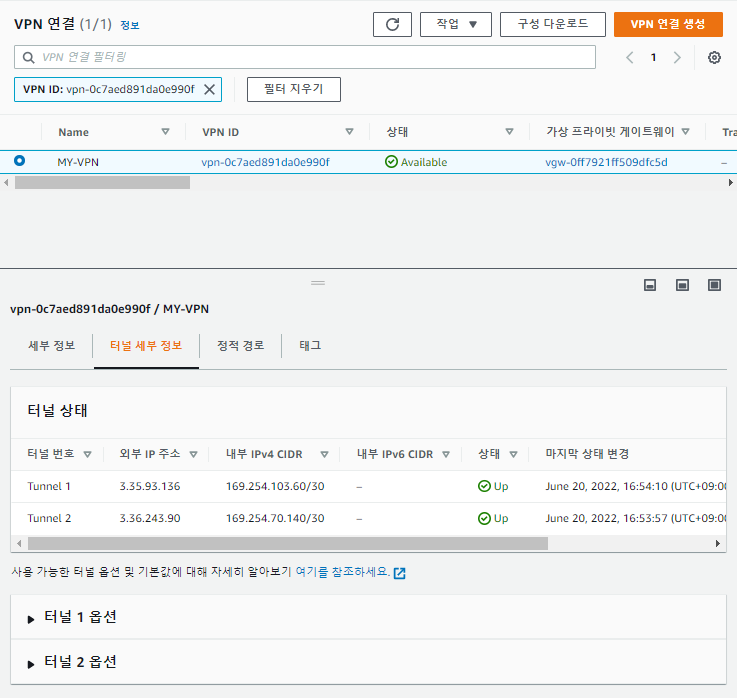 VPN 연결 (1/1) 정보 작업 ▼ 구성 다운로드 VPN 연결 생성
VPN 연결 필터링 1
VPN ID: vpn-0c7aed891da0e990f 필터 지우기
Name VPN ID 상태 가상 프라이빗 게이트웨이
MY-VPN vpn-0c7aed891da0e990f Available vgw-0ff7921ff509dfc5d –
vpn-0c7aed891da0e990f / MY-VPN
세부 정보 터널 세부 정보 정적 경로 태그
터널 상태
터널 번호 외부 IP 주소 내부 IPv4 CIDR 내부 IPv6 CIDR 상태 마지막 상태 변경
Tunnel 1 3.35.93.136 169.254.103.60/30 – Up June 20, 2022, 16:54:10 (UTC+09:00
Tunnel 2 3.36.243.90 169.254.70.140/30 – Up June 20, 2022, 16:53:57 (UTC+09:00
사용 가능한 터널 옵션 및 기본값에 대해 자세히 알아보기 여기를 참조하세요.
터널 1 옵션
터널 2 옵션